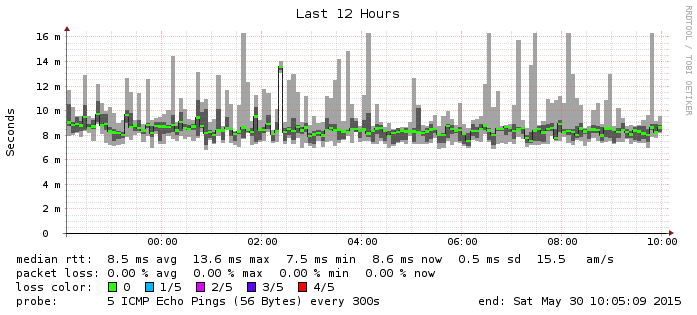 Last 12 Hours
RRDTOOL / TOBI OETIKER
Seconds
16 m
14 m
12 m
10 m
8 m
6 m
4 m
2 m
0
00:00 02:00 04:00 06:00 08:00 10:00
median rtt: 8.5 ms avg 13.6 ms max 7.5 ms min 8.6 ms now 0.5 ms sd 15.5 am/s
packet loss: 0.00 % avg 0.00 % max 0.00 % min 0.00 % now
loss color: 0 1/5 2/5 3/5 4/5
probe: 5 ICMP Echo Pings (56 Bytes) every 300s end: Sat May 30 10:05:09 2015